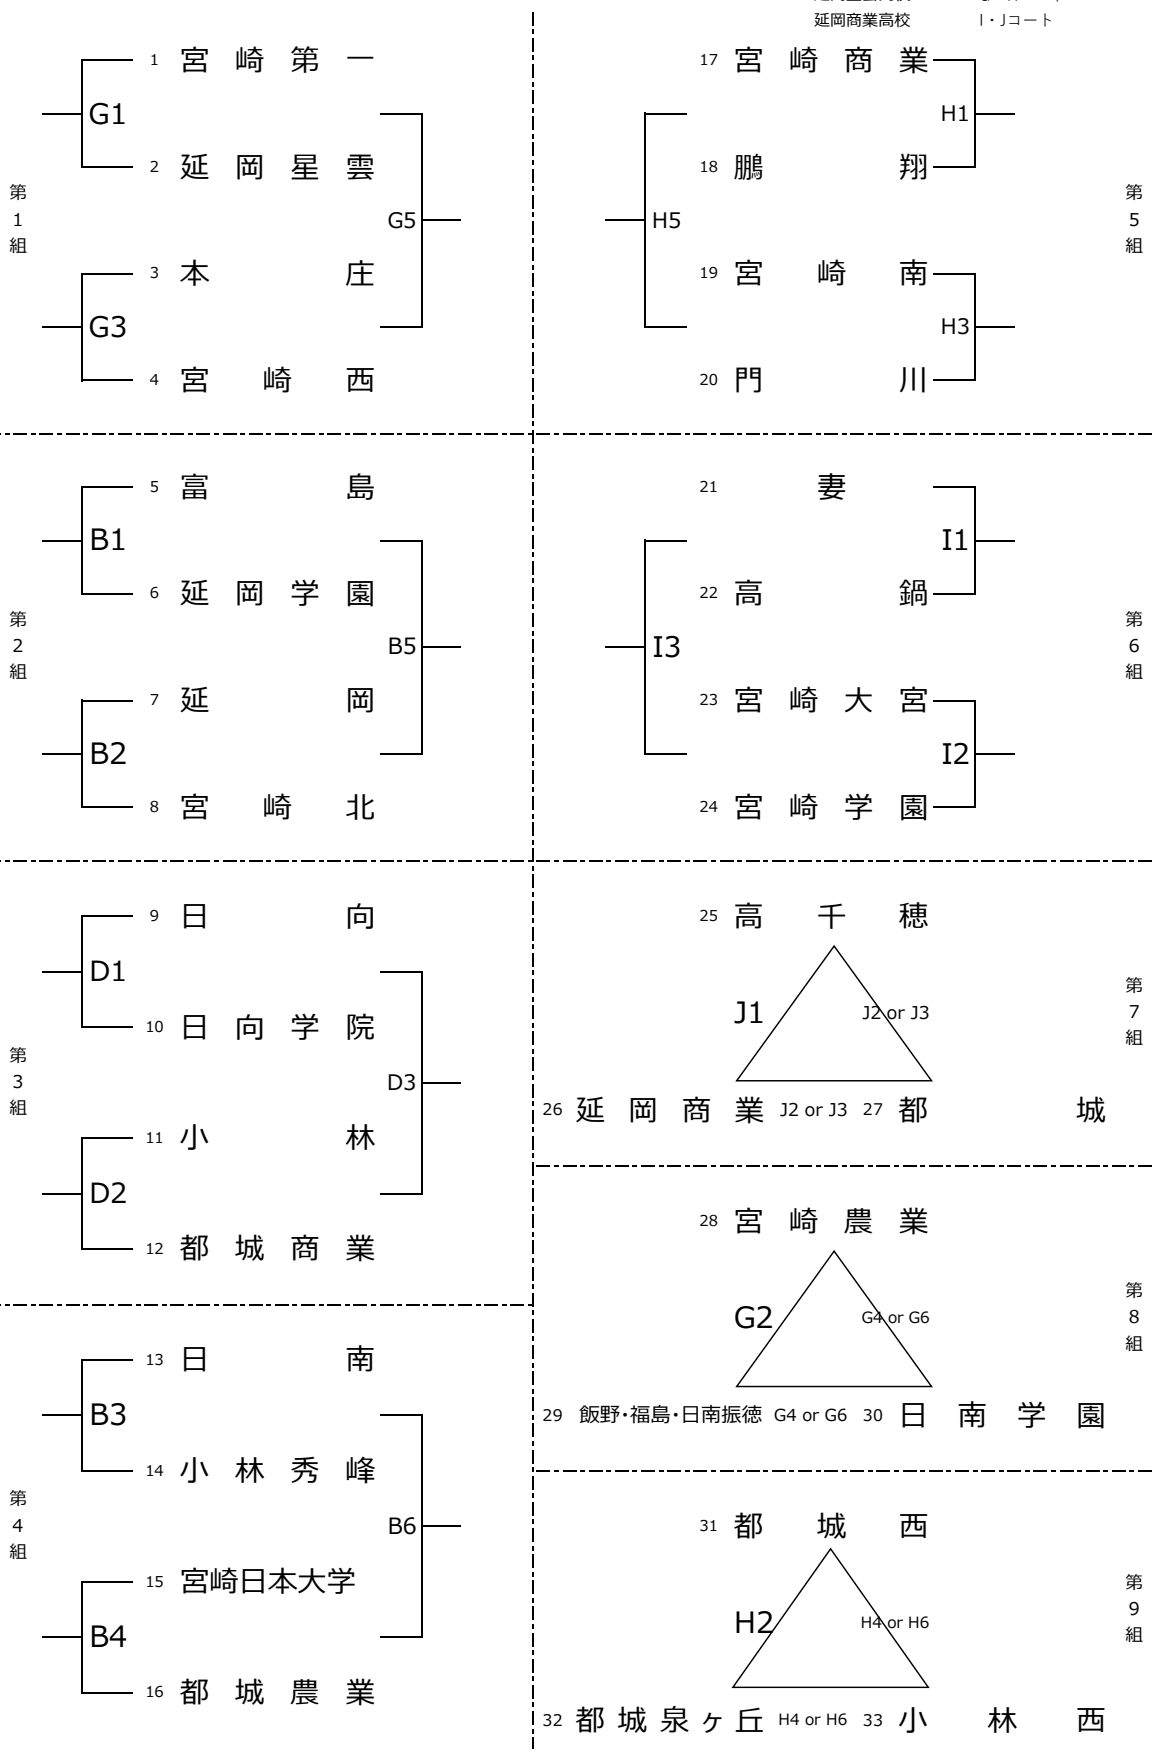 延岡商業高校 I・Jコート
第1組
1 宮崎第一
G1
2 延岡星雲
G5
3 本庄
G3
4 宮崎西
第5組
17 宮崎商業
H1
18 鵬翔
H5
19 宮崎南
H3
20 門川
第2組
5 富島
B1
6 延岡学園
B5
7 延岡
B2
8 宮崎北
第6組
21 妻
I1
22 高鍋
I3
23 宮崎大宮
I2
24 宮崎学園
第3組
9 日向
D1
10 日向学院
D3
11 小林
D2
12 都城商業
第7組
25 高千穂
J1 J2 or J3
26 延岡商業 J2 or J3 27 都城
第8組
28 宮崎農業
G2 G4 or G6
29 飯野・福島・日南振徳 G4 or G6 30 日南学園
第4組
13 日南
B3
14 小林秀峰
B6
15 宮崎日本大学
B4
16 都城農業
第9組
31 都城西
H2 H4 or H6
32 都城泉ヶ丘 H4 or H6 33 小林西